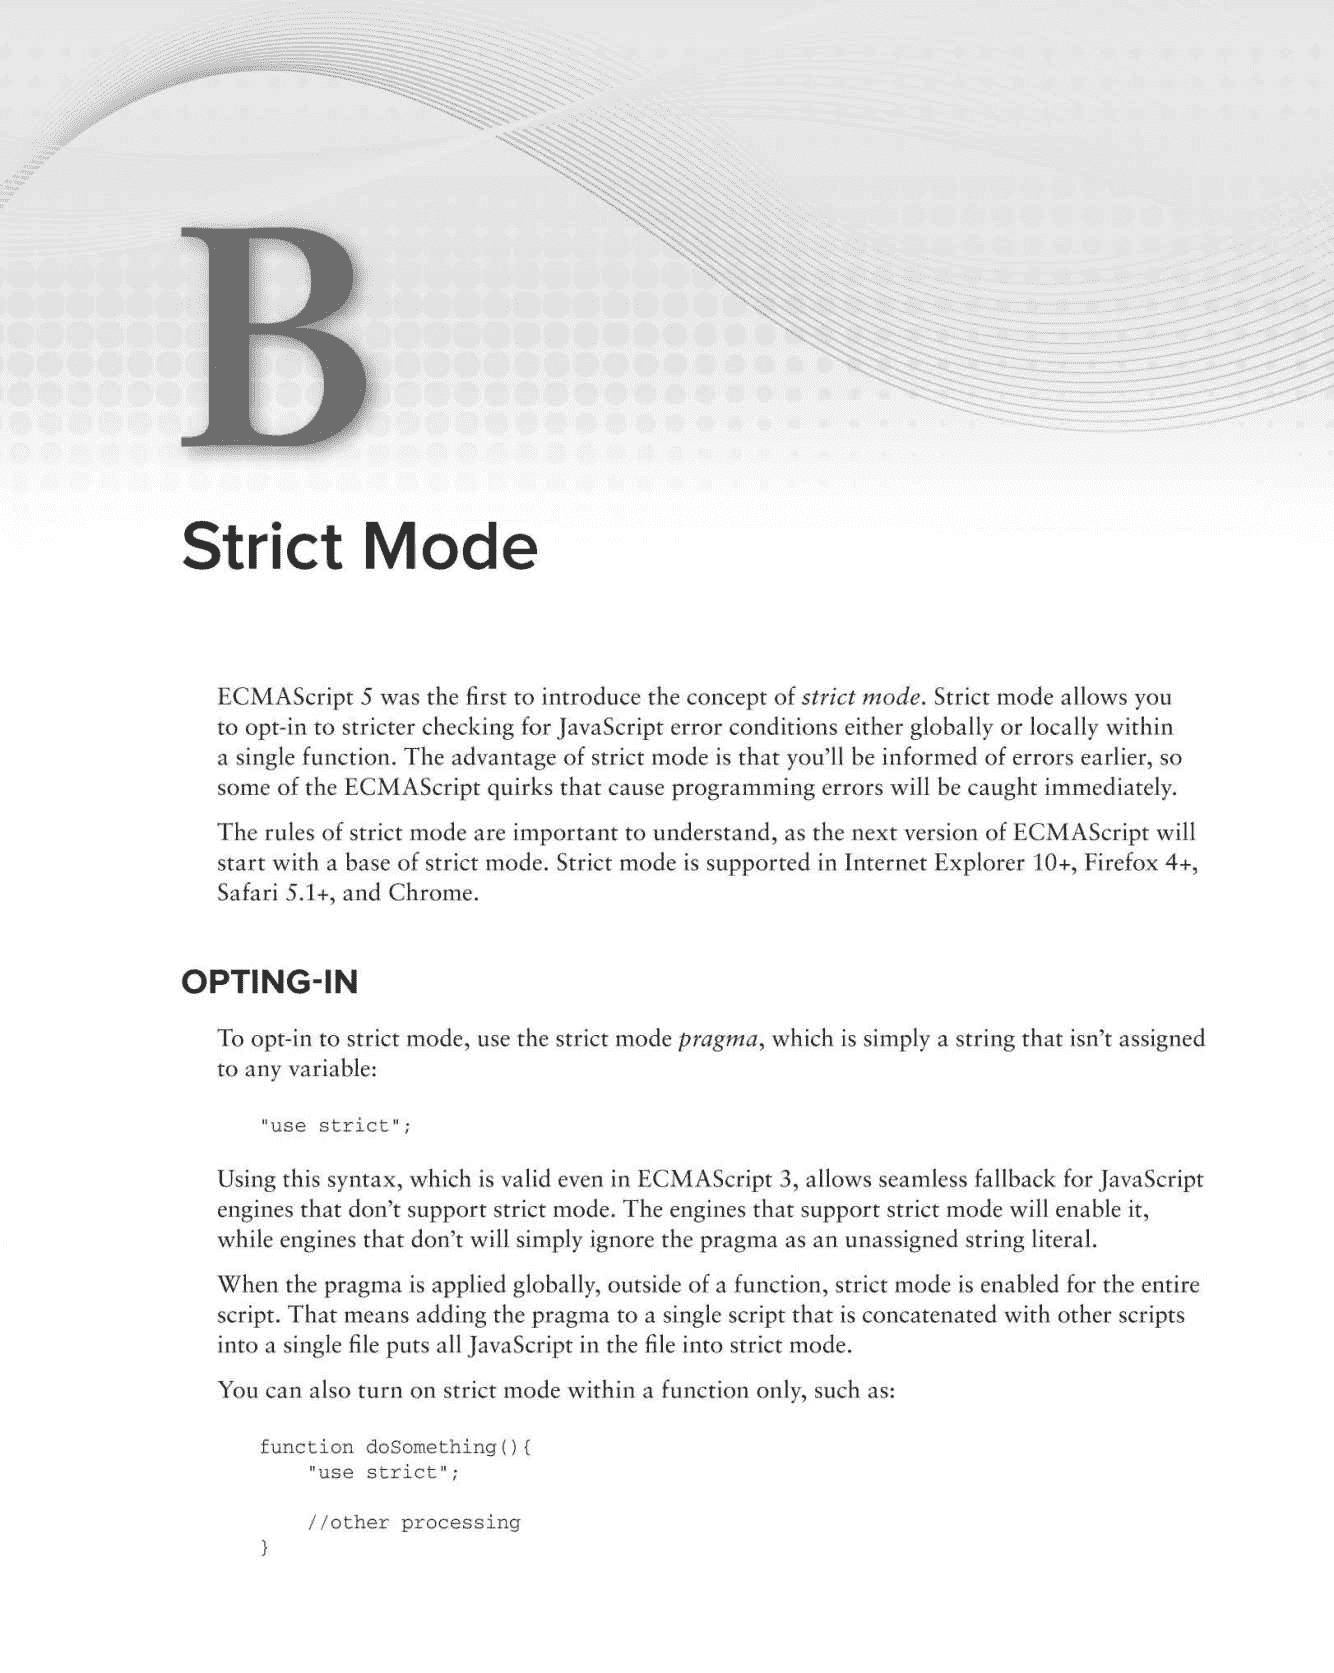 B
Strict Mode
ECMAScript 5 was the first to introduce the concept of strict mode. Strict mode allows you
to opt-in to stricter checking for JavaScript error conditions either globally or locally within
a single function. The advantage of strict mode is that you'll be informed of errors earlier, so
some of the ECMAScript quirks that cause programming errors will be caught immediately.
The rules of strict mode are important to understand, as the next version of ECMAScript will
start with a base of strict mode. Strict mode is supported in Internet Explorer 10+, Firefox 4+,
Safari 5.1+, and Chrome.
OPTING-IN
To opt-in to strict mode, use the strict mode pragma, which is simply a string that isn't assigned
to any variable:
"use strict";
Using this syntax, which is valid even in ECMAScript 3, allows seamless fallback for JavaScript
engines that don't support strict mode. The engines that support strict mode will enable it,
while engines that don't will simply ignore the pragma as an unassigned string literal.
When the pragma is applied globally, outside of a function, strict mode is enabled for the entire
script. That means adding the pragma to a single script that is concatenated with other scripts
into a single file puts all JavaScript in the file into strict mode.
You can also turn on strict mode within a function only, such as:
function doSomething(){
    "use strict";
    //other processing
}